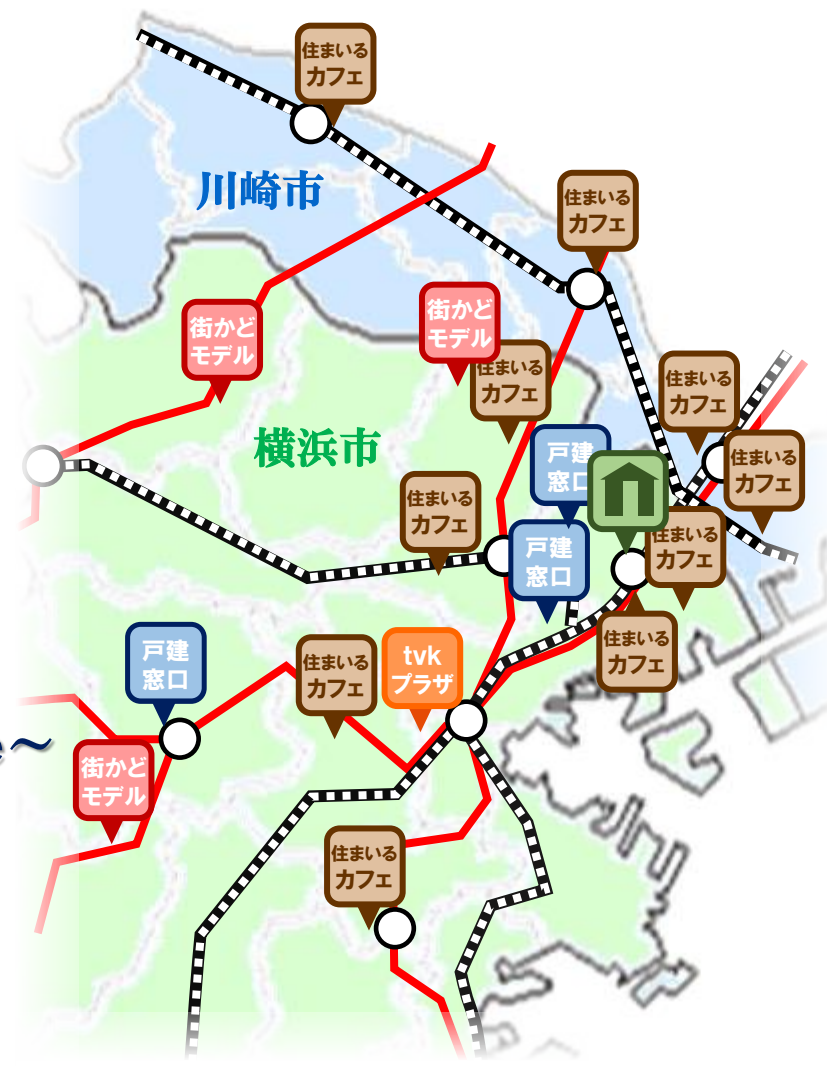 住まいる
カフェ
川崎市
住まいる
カフェ
街かど
モデル
街かど
モデル
住まいる
カフェ
住まいる
カフェ
横浜市
戸建
窓口
住まいる
カフェ
住まいる
カフェ
戸建
窓口
住まいる
カフェ
戸建
窓口
住まいる
カフェ
tvk
プラザ
住まいる
カフェ
～
街かど
モデル
住まいる
カフェ